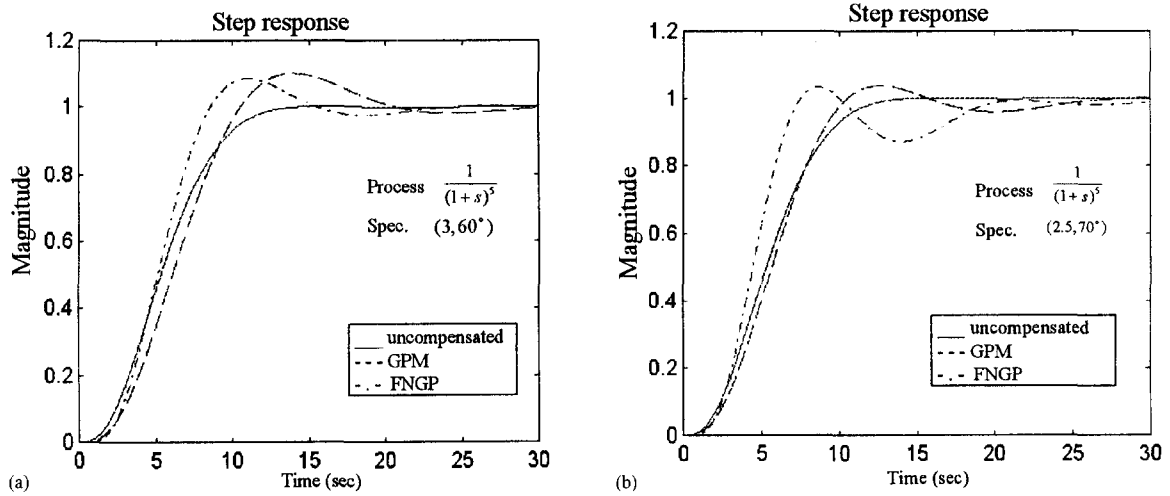 Step response
Magnitude
1.2
1
0.8
0.6
0.4
0.2
0
0 5 10 15 20 25 30
Time (sec)
Process 1/(1+s)^5
Spec. (3,60°)
uncompensated
GPM
FNGP
(a)
Step response
Magnitude
1.2
1
0.8
0.6
0.4
0.2
0
0 5 10 15 20 25 30
Time (sec)
Process 1/(1+s)^5
Spec. (2.5,70°)
uncompensated
GPM
FNGP
(b)